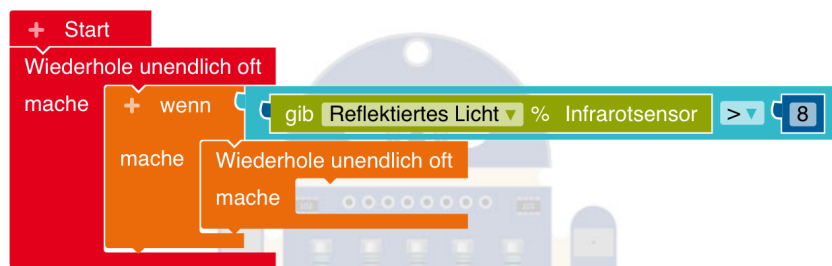 + Start
Wiederhole unendlich oft
mache + wenn gib Reflektiertes Licht % Infrarotsensor > 8
mache Wiederhole unendlich oft
mache